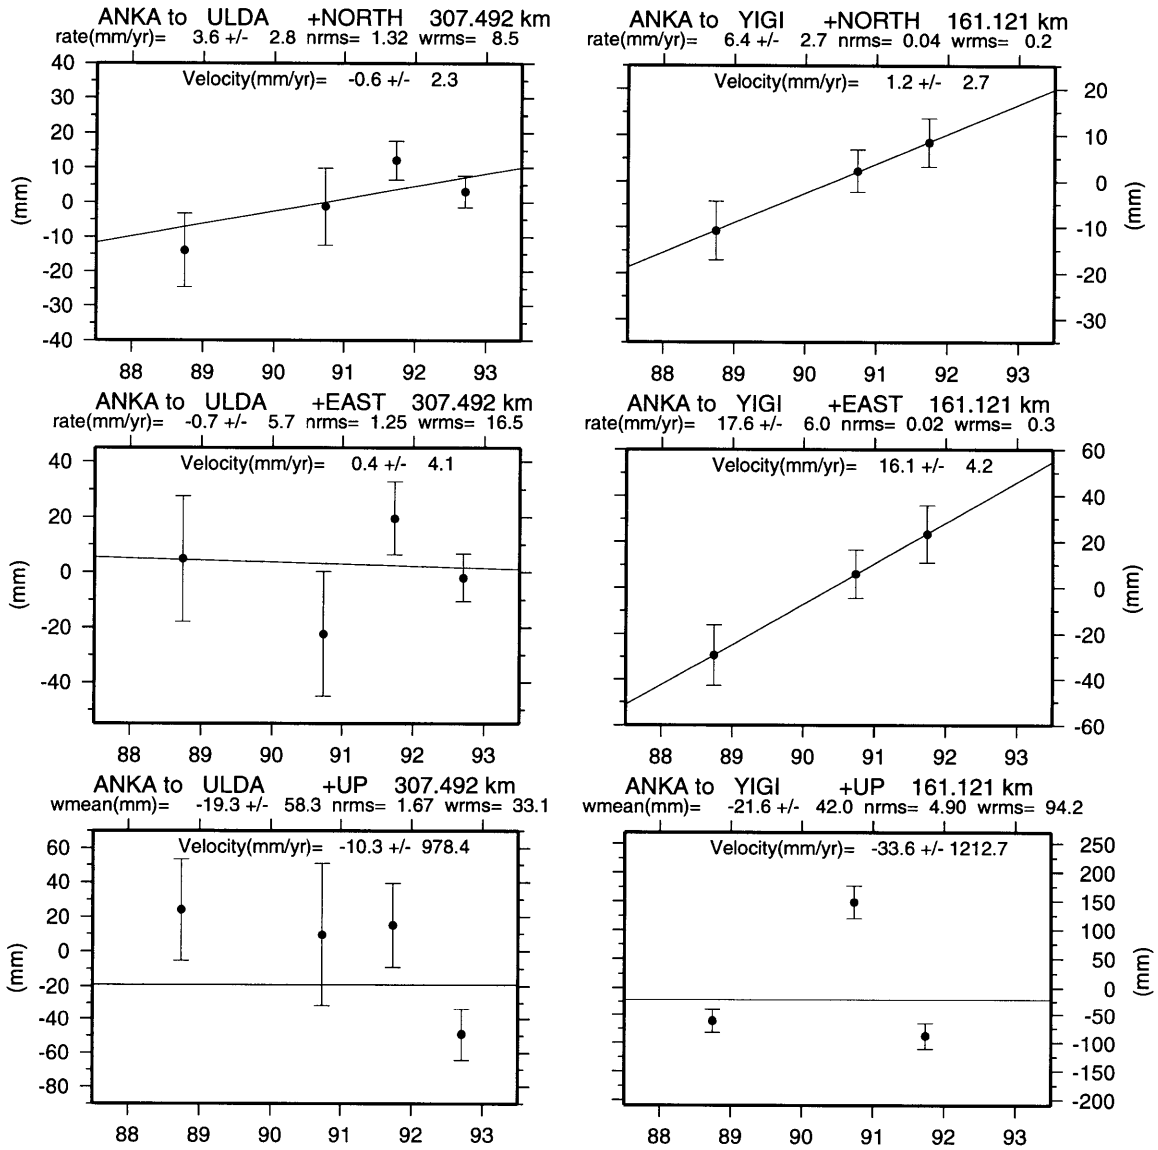 ANKA to ULDA +NORTH 307.492 km
rate(mm/yr)= 3.6 +/- 2.8 nrms= 1.32 wrms= 8.5
Velocity(mm/yr)= -0.6 +/- 2.3
40
30
20
10
0
-10
-20
-30
-40
(mm)
88 89 90 91 92 93
ANKA to YIGI +NORTH 161.121 km
rate(mm/yr)= 6.4 +/- 2.7 nrms= 0.04 wrms= 0.2
Velocity(mm/yr)= 1.2 +/- 2.7
20
10
0
-10
-20
-30
(mm)
88 89 90 91 92 93
ANKA to ULDA +EAST 307.492 km
rate(mm/yr)= -0.7 +/- 5.7 nrms= 1.25 wrms= 16.5
Velocity(mm/yr)= 0.4 +/- 4.1
40
20
0
-20
-40
(mm)
88 89 90 91 92 93
ANKA to YIGI +EAST 161.121 km
rate(mm/yr)= 17.6 +/- 6.0 nrms= 0.02 wrms= 0.3
Velocity(mm/yr)= 16.1 +/- 4.2
60
40
20
0
-20
-40
-60
(mm)
88 89 90 91 92 93
ANKA to ULDA +UP 307.492 km
wmean(mm)= -19.3 +/- 58.3 nrms= 1.67 wrms= 33.1
Velocity(mm/yr)= -10.3 +/- 978.4
60
40
20
0
-20
-40
-60
-80
(mm)
88 89 90 91 92 93
ANKA to YIGI +UP 161.121 km
wmean(mm)= -21.6 +/- 42.0 nrms= 4.90 wrms= 94.2
Velocity(mm/yr)= -33.6 +/- 1212.7
250
200
150
100
50
0
-50
-100
-150
-200
(mm)
88 89 90 91 92 93